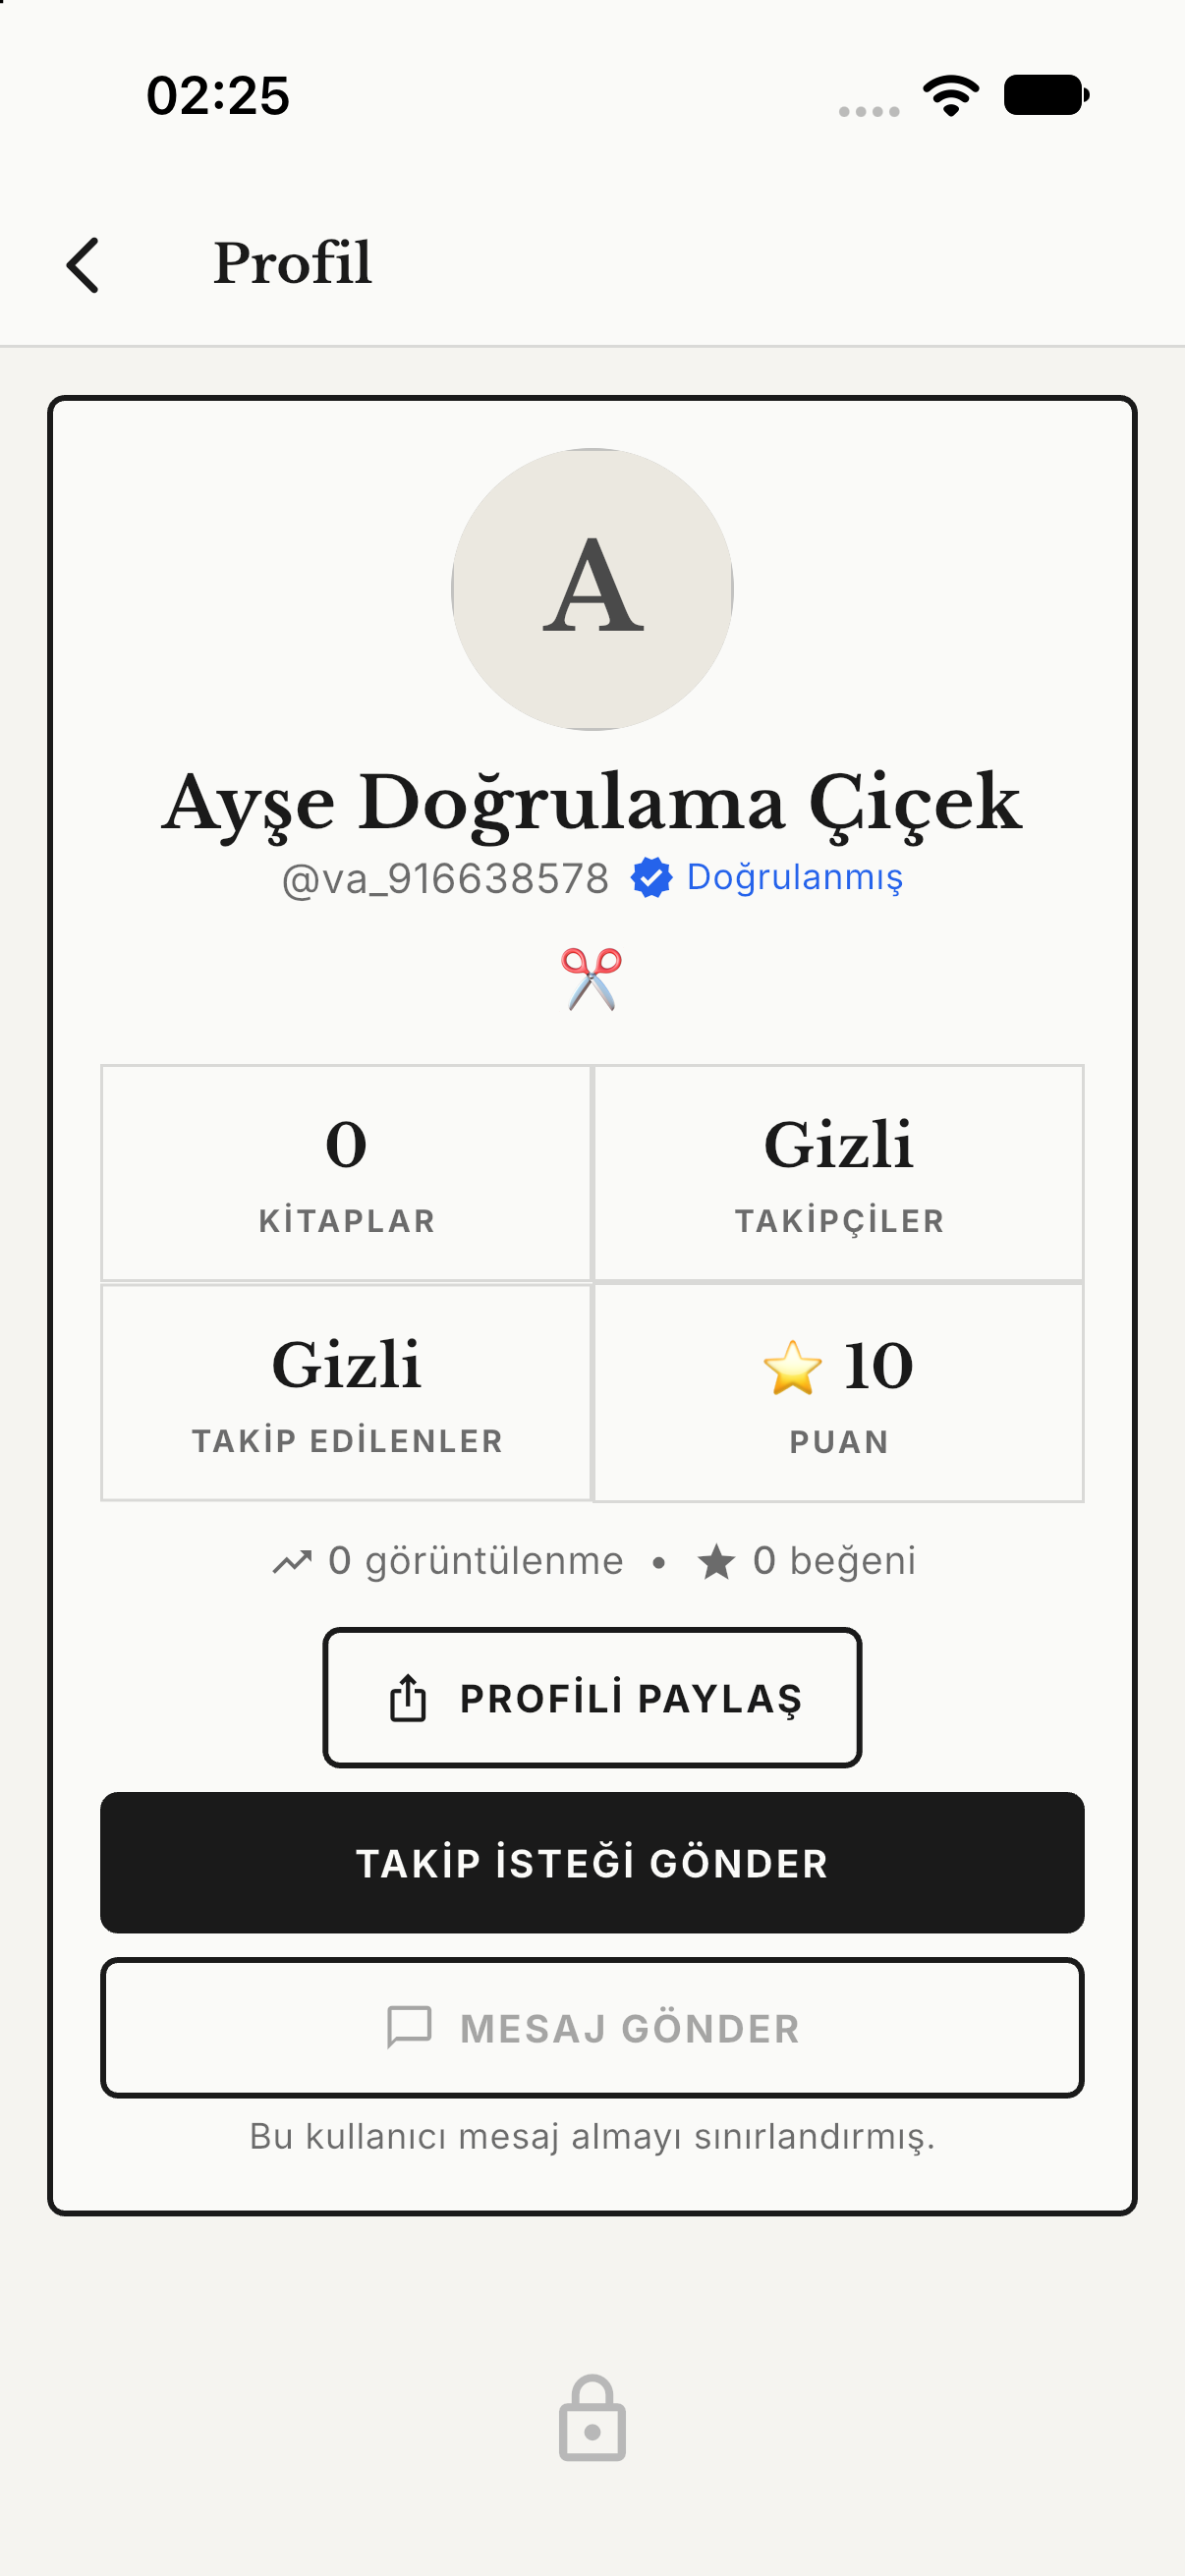 02:25
Profil
A
Ayşe Doğrulama Çiçek
@va_916638578 Doğrulanmış
0
KİTAPLAR
Gizli
TAKİPÇİLER
Gizli
TAKİP EDİLENLER
10
PUAN
0 görüntülenme • 0 beğeni
PROFİLİ PAYLAŞ
TAKİP İSTEĞİ GÖNDER
MESAJ GÖNDER
Bu kullanıcı mesaj almayı sınırlandırmış.